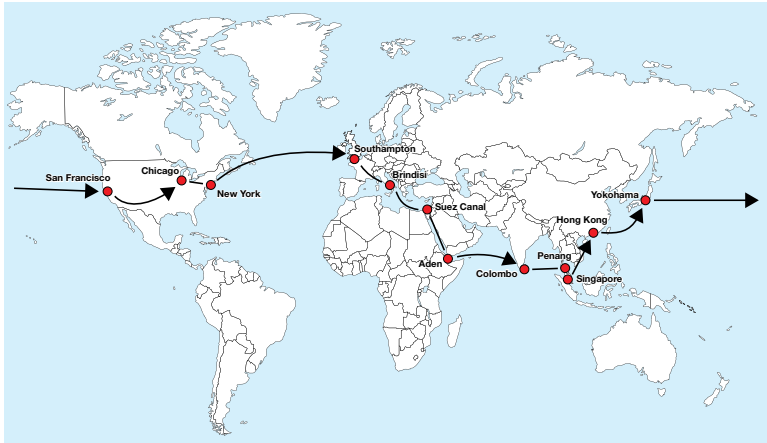 San Francisco
Chicago
New York
Southampton
Brindisi
Suez Canal
Aden
Colombo
Penang
Singapore
Hong Kong
Yokohama